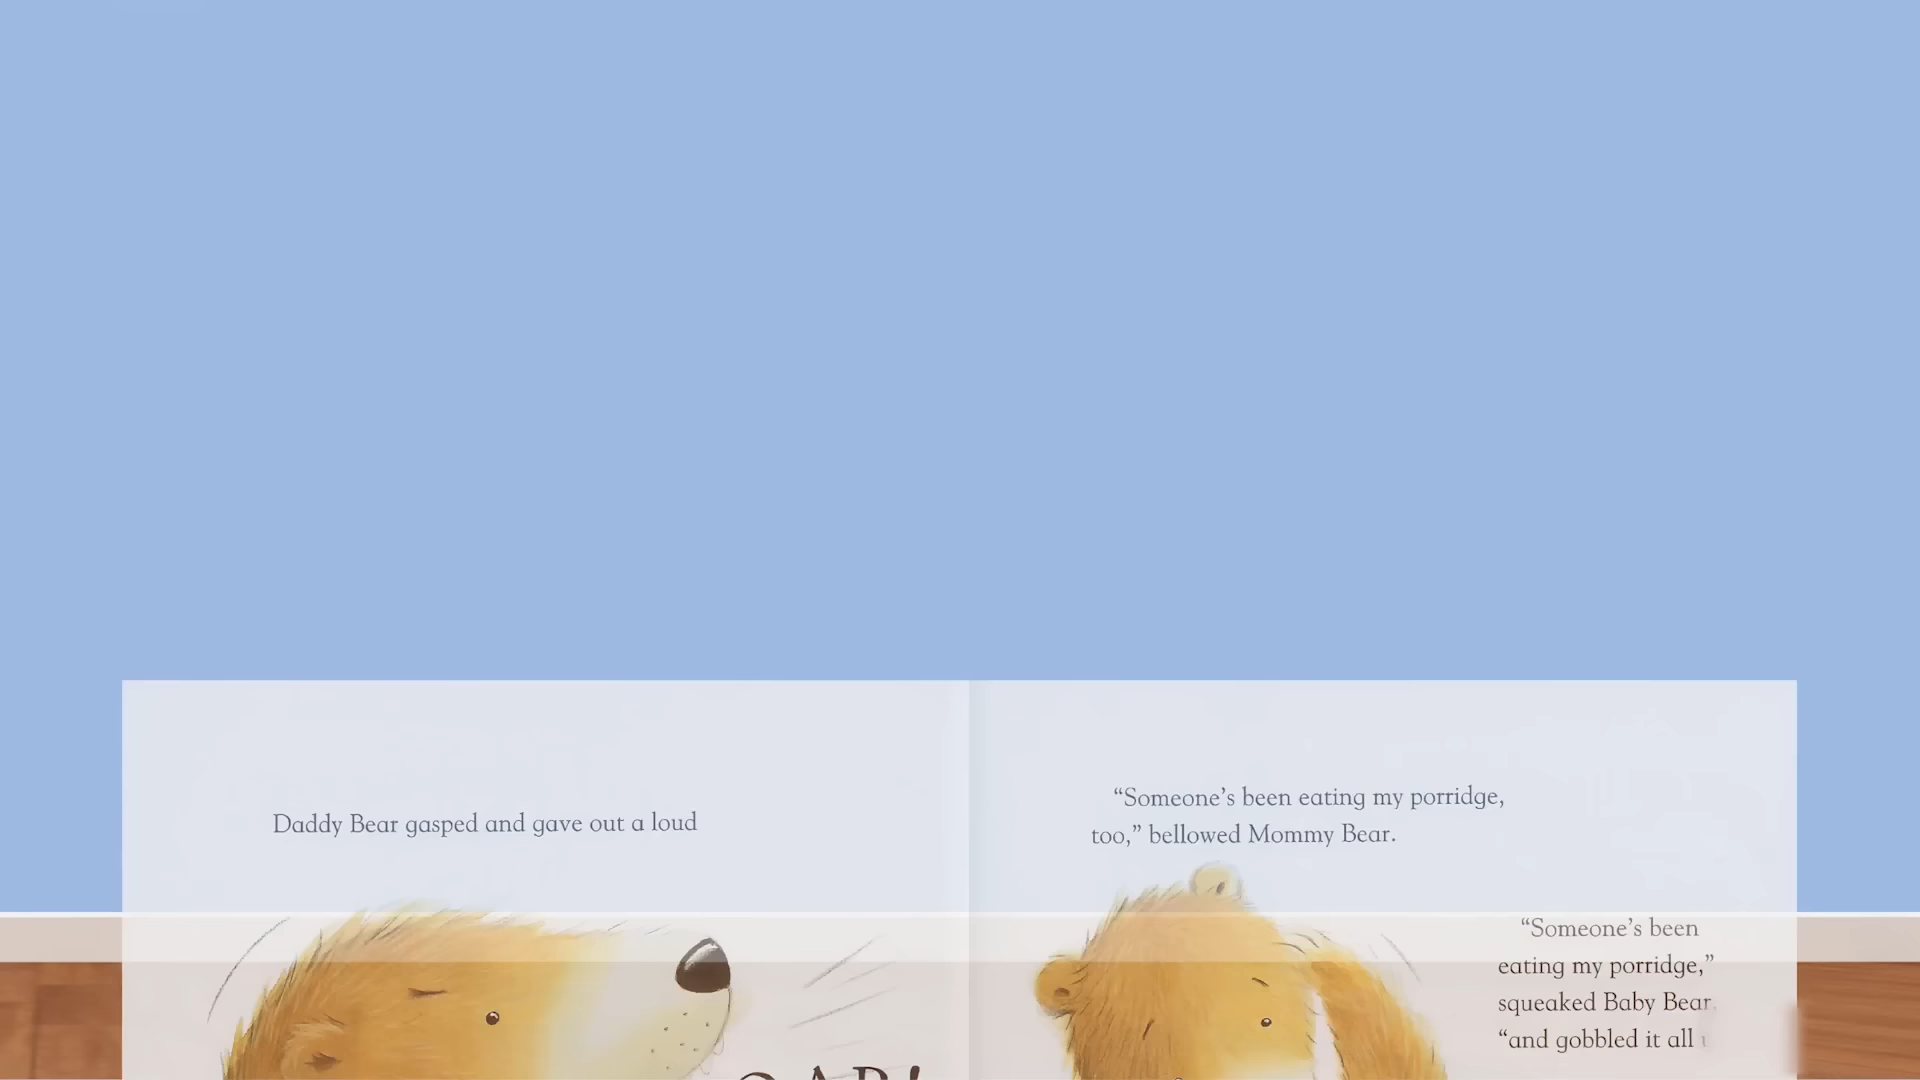 Daddy Bear gasped and gave out a loud
“Someone’s been eating my porridge,
too,” bellowed Mommy Bear.
“Someone’s been
eating my porridge,”
squeaked Baby Bear.
“and gobbled it all